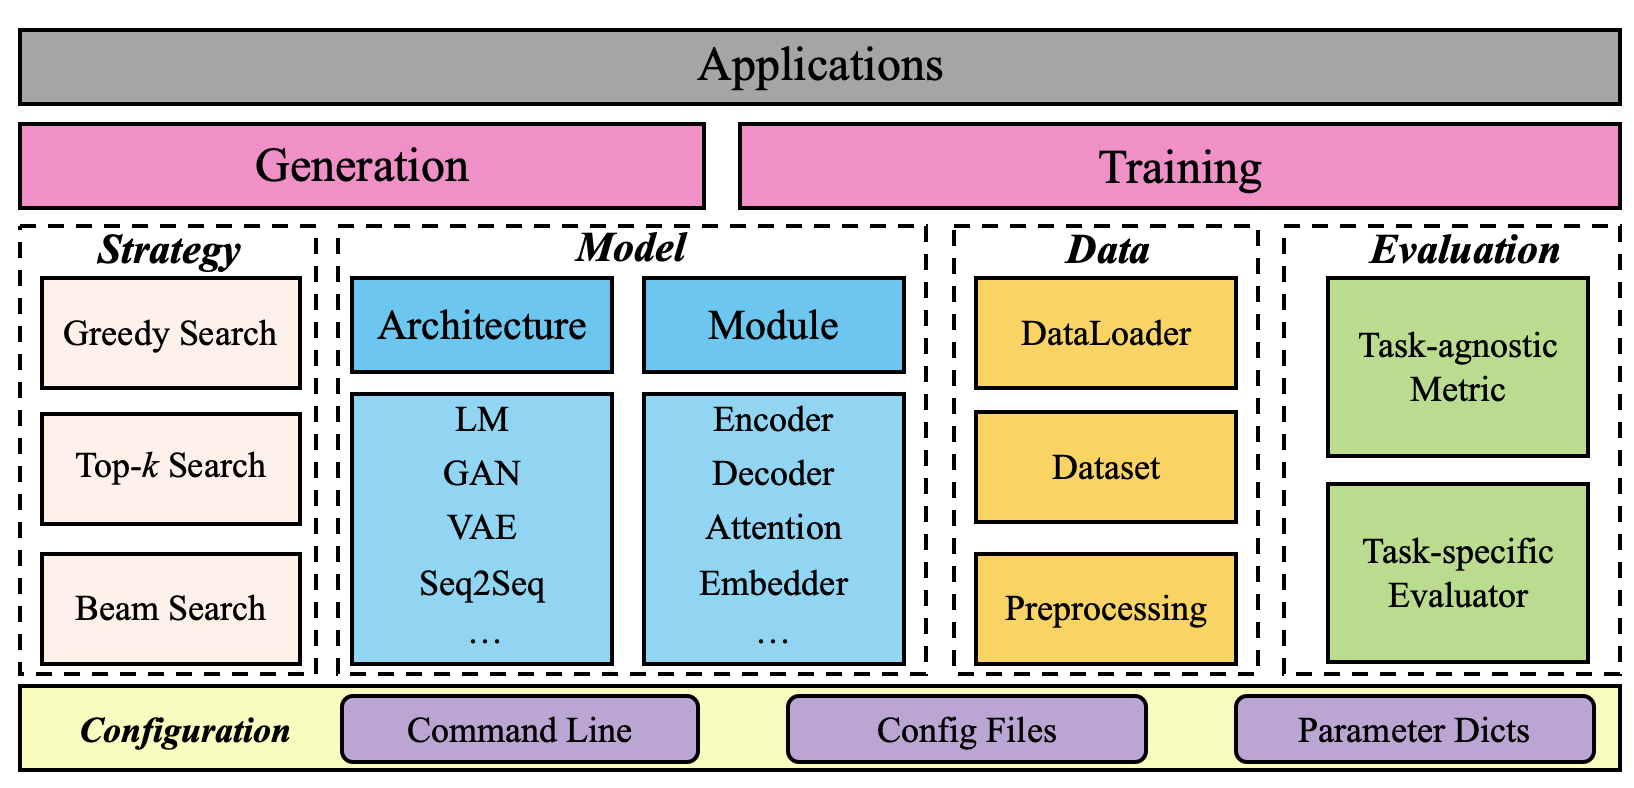 Applications
Generation
Training
Strategy
Greedy Search
Top-k Search
Beam Search
Model
Architecture
LM
GAN
VAE
Seq2Seq
…
Module
Encoder
Decoder
Attention
Embedder
…
Data
DataLoader
Dataset
Preprocessing
Evaluation
Task-agnostic
Metric
Task-specific
Evaluator
Configuration
Command Line
Config Files
Parameter Dicts